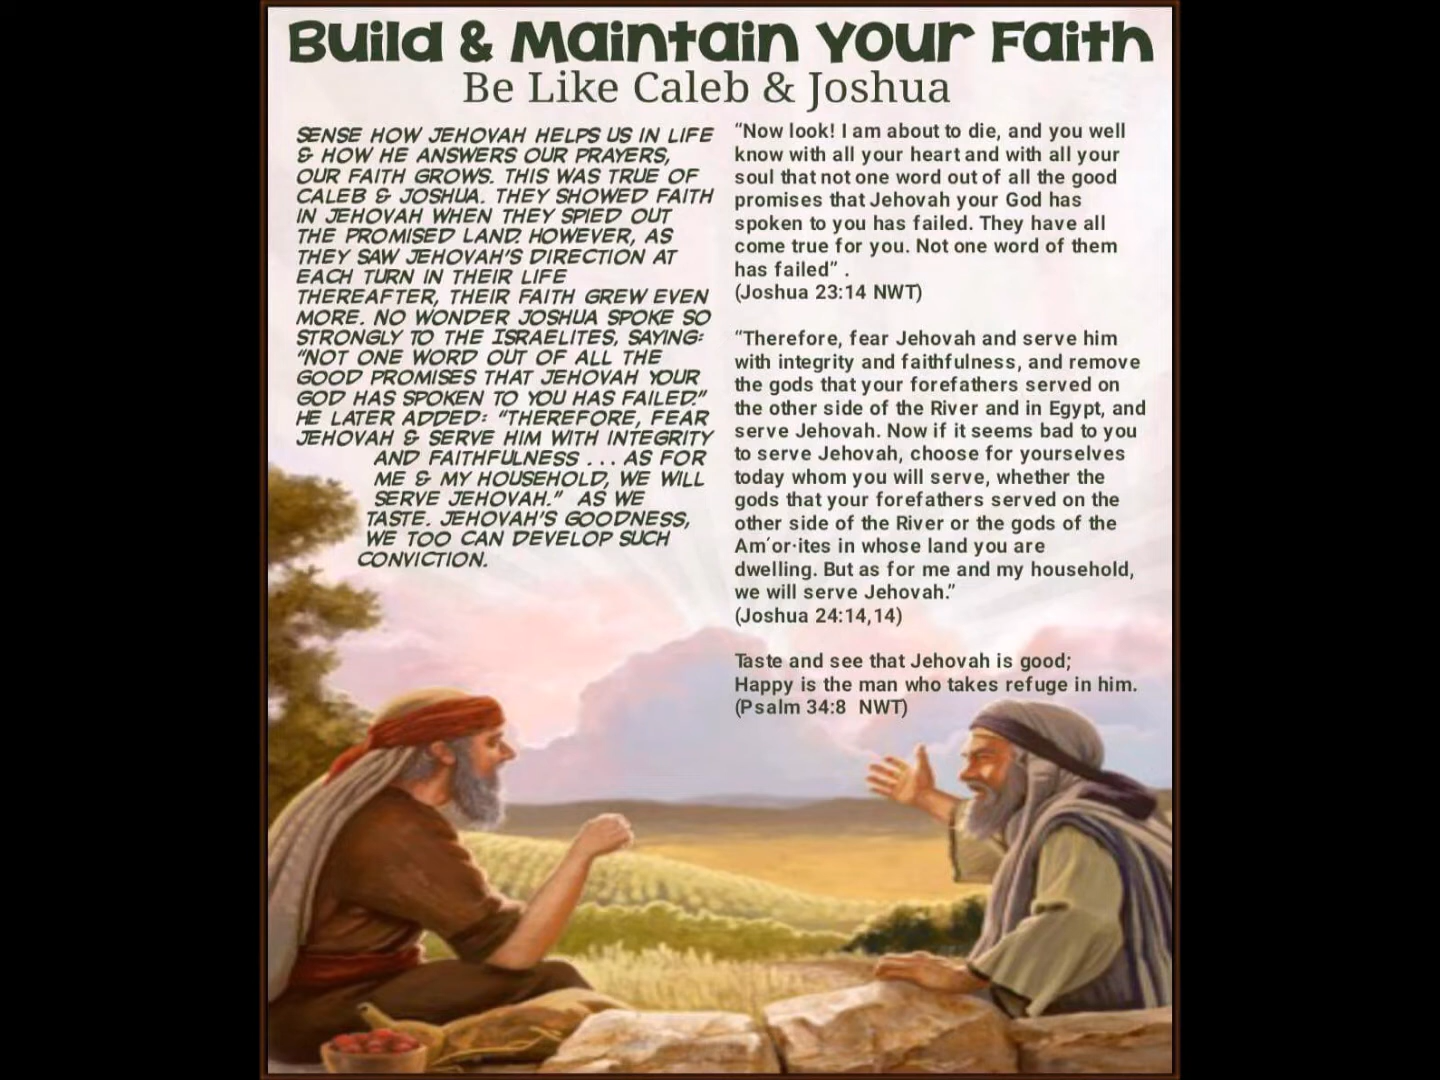 Build & Maintain Your Faith
Be Like Caleb & Joshua
SENSE HOW JEHOVAH HELPS US IN LIFE
& HOW HE ANSWERS OUR PRAYERS,
OUR FAITH GROWS. THIS WAS TRUE OF
CALEB & JOSHUA. THEY SHOWED FAITH
IN JEHOVAH WHEN THEY SPIED OUT
THE PROMISED LAND. HOWEVER, AS
THEY SAW JEHOVAH'S DIRECTION AT
EACH TURN IN THEIR LIFE
THEREAFTER, THEIR FAITH GREW EVEN
MORE. NO WONDER JOSHUA SPOKE SO
STRONGLY TO THE ISRAELITES, SAYING:
"NOT ONE WORD OUT OF ALL THE
GOOD PROMISES THAT JEHOVAH YOUR
GOD HAS SPOKEN TO YOU HAS FAILED."
HE LATER ADDED: "THEREFORE, FEAR
JEHOVAH & SERVE HIM WITH INTEGRITY
AND FAITHFULNESS . . . AS FOR
ME & MY HOUSEHOLD, WE WILL
SERVE JEHOVAH." AS WE
TASTE. JEHOVAH'S GOODNESS,
WE TOO CAN DEVELOP SUCH
CONVICTION.
“Now look! I am about to die, and you well
know with all your heart and with all your
soul that not one word out of all the good
promises that Jehovah your God has
spoken to you has failed. They have all
come true for you. Not one word of them
has failed” .
(Joshua 23:14 NWT)
“Therefore, fear Jehovah and serve him
with integrity and faithfulness, and remove
the gods that your forefathers served on
the other side of the River and in Egypt, and
serve Jehovah. Now if it seems bad to you
to serve Jehovah, choose for yourselves
today whom you will serve, whether the
gods that your forefathers served on the
other side of the River or the gods of the
Amʹor·ites in whose land you are
dwelling. But as for me and my household,
we will serve Jehovah.”
(Joshua 24:14,14)
Taste and see that Jehovah is good;
Happy is the man who takes refuge in him.
(Psalm 34:8 NWT)